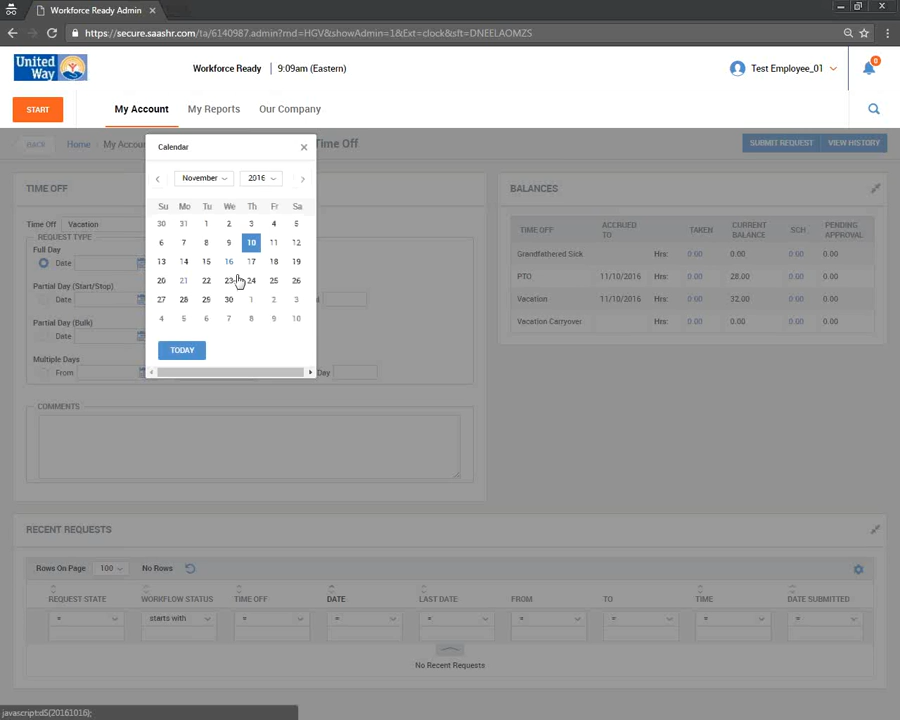 Workforce Ready Admin
https://secure.saashr.com/ta/6140987.admin?rnd=HGV&showAdmin=1&Ext=clock&sft=DNEELAOMZS
United Way
Workforce Ready 9:09am (Eastern)
Test Employee_01
0
START
My Account My Reports Our Company
BACK Home My Accou Time Off
SUBMIT REQUEST VIEW HISTORY
Calendar
November 2016
Su Mo Tu We Th Fr Sa
30 31 1 2 3 4 5
6 7 8 9 10 11 12
13 14 15 16 17 18 19
20 21 22 23 24 25 26
27 28 29 30 1 2 3
4 5 6 7 8 9 10
TODAY
TIME OFF
Time Off Vacation
REQUEST TYPE
Full Day
Date
Partial Day (Start/Stop)
Date
Partial Day (Bulk)
Date
Multiple Days
From
Day
COMMENTS
BALANCES
TIME OFF ACCRUED TO TAKEN CURRENT BALANCE SCH. PENDING APPROVAL
Grandfathered Sick Hrs: 0.00 0.00 0.00 0.00
PTO 11/10/2016 Hrs: 0.00 28.00 0.00 0.00
Vacation 11/10/2016 Hrs: 0.00 32.00 0.00 0.00
Vacation Carryover Hrs: 0.00 0.00 0.00 0.00
RECENT REQUESTS
Rows On Page 100 No Rows
REQUEST STATE WORKFLOW STATUS TIME OFF DATE LAST DATE FROM TO TIME DATE SUBMITTED
= starts with = = = = = = =
No Recent Requests
javascript:dS(20161016);